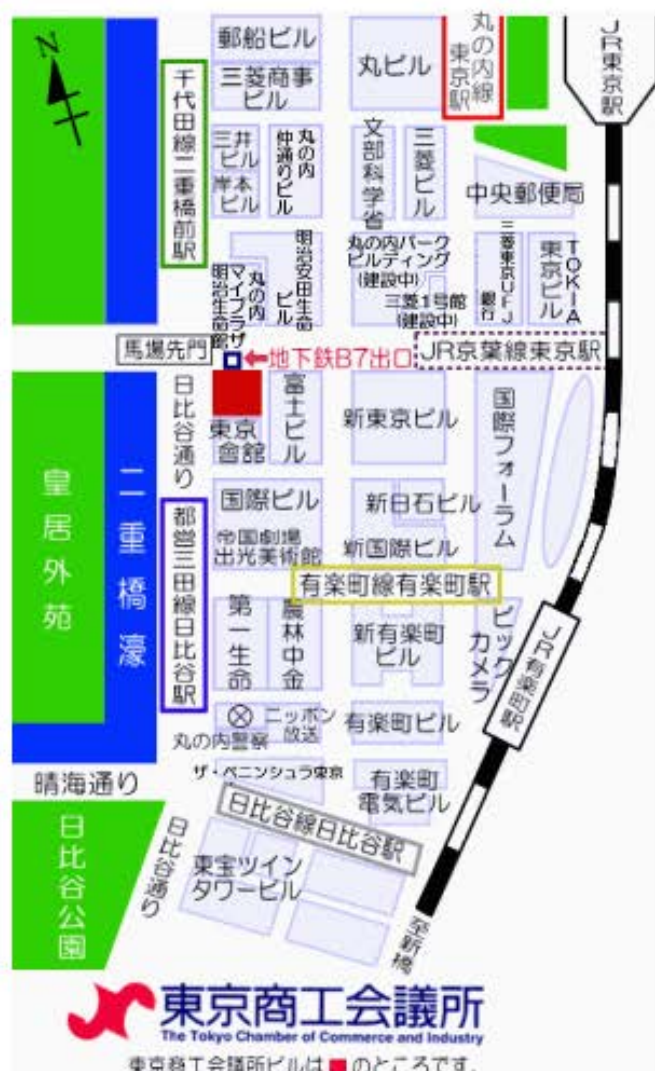 N
郵船ビル
三菱商事
ビル
丸ビル
丸の内線
東京駅
JR東京駅
千代田線二重橋前駅
三井
ビル
岸本
ビル
丸の内
仲通りビル
文部科学省
三菱ビル
中央郵便局
明治生命館
丸の内
マイプラザ
明治安田生命
ビル
丸の内パーク
ビルディング
(建設中)
三菱1号館
(建設中)
三菱東京UFJ
銀行
東京ビル
TOKIA
馬場先門
←地下鉄B7出口
JR京葉線東京駅
日比谷通り
東京
會館
富士ビル
新東京ビル
国際フォーラム
皇居外苑
二重橋濠
都営三田線日比谷駅
国際ビル
帝国劇場
出光美術館
新日石ビル
新国際ビル
有楽町線有楽町駅
第一生命
農林中金
新有楽町
ビル
ビック
カメラ
JR有楽町駅
丸の内警察
ニッポン
放送
有楽町ビル
晴海通り
ザ・ペニンシュラ東京
有楽町
電気ビル
日比谷線日比谷駅
日比谷公園
日比谷通り
東宝ツイン
タワービル
至新橋
東京商工会議所
The Tokyo Chamber of Commerce and Industry
東京商工会議所ビルは■のところです。